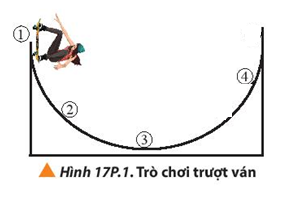 ①
②
③
④
▲ Hình 17P.1. Trò chơi trượt ván